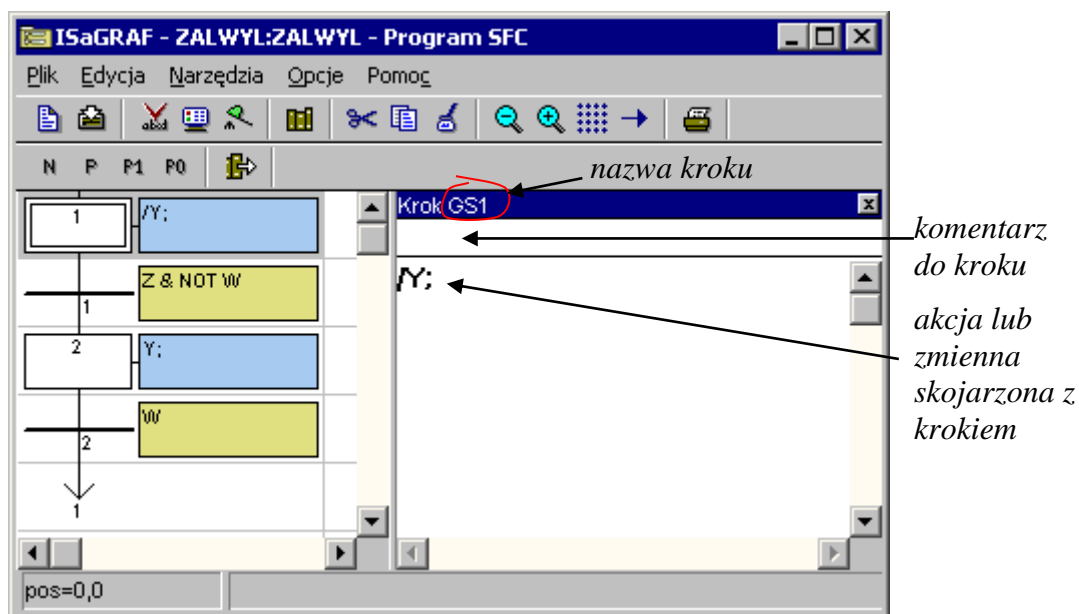 ISaGRAF - ZALWYL:ZALWYL - Program SFC
Plik Edycja Narzędzia Opcje Pomoc
abcd
N P P1 P0
nazwa kroku
1 /Y;
Krok GS1
komentarz
do kroku
Z & NOT W
/Y;
1
akcja lub
zmienna
skojarzona z
krokiem
2 Y;
W
2
1
pos=0,0